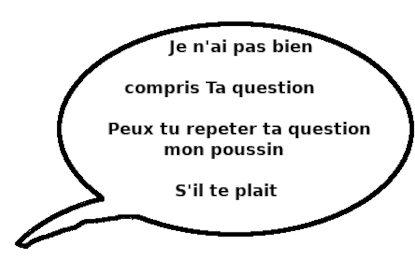 Je n'ai pas bien
compris Ta question
Peux tu repeter ta question
mon poussin
S'il te plait